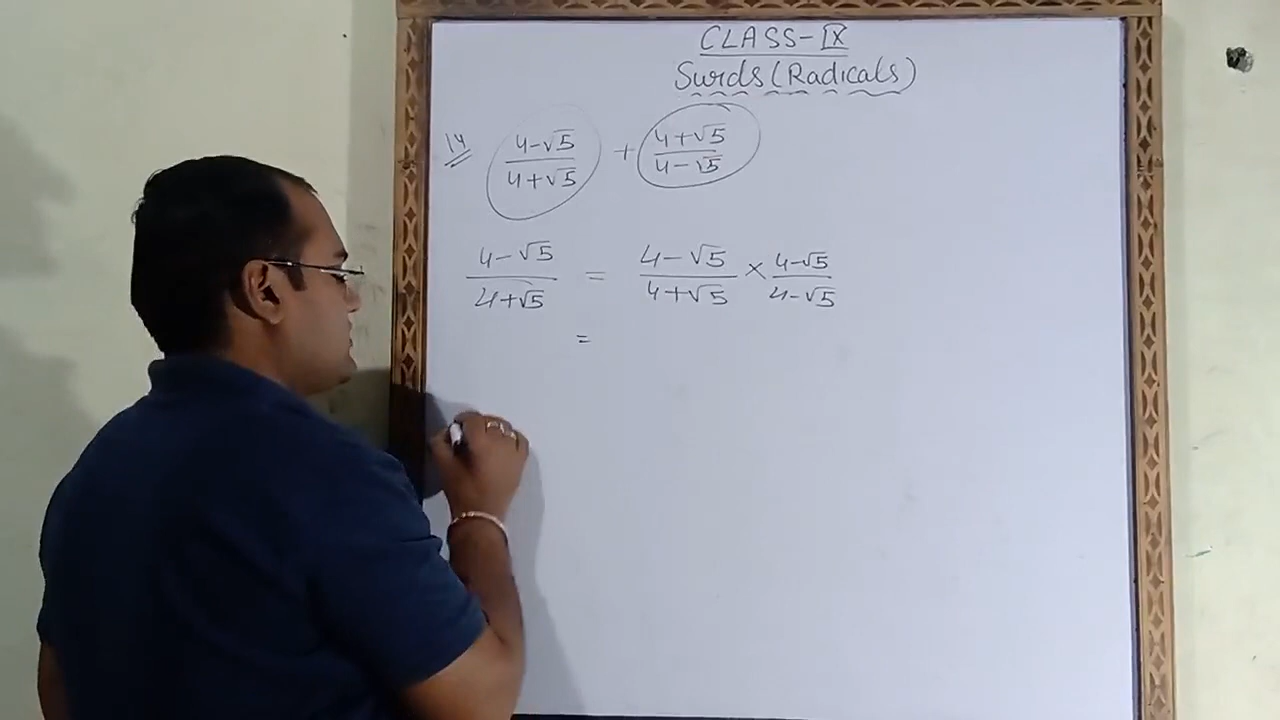 CLASS-IX
Surds (Radicals)
14 (4-√5)/(4+√5) + (4+√5)/(4-√5)
(4-√5)/(4+√5) = (4-√5)/(4+√5) × (4-√5)/(4-√5)
=